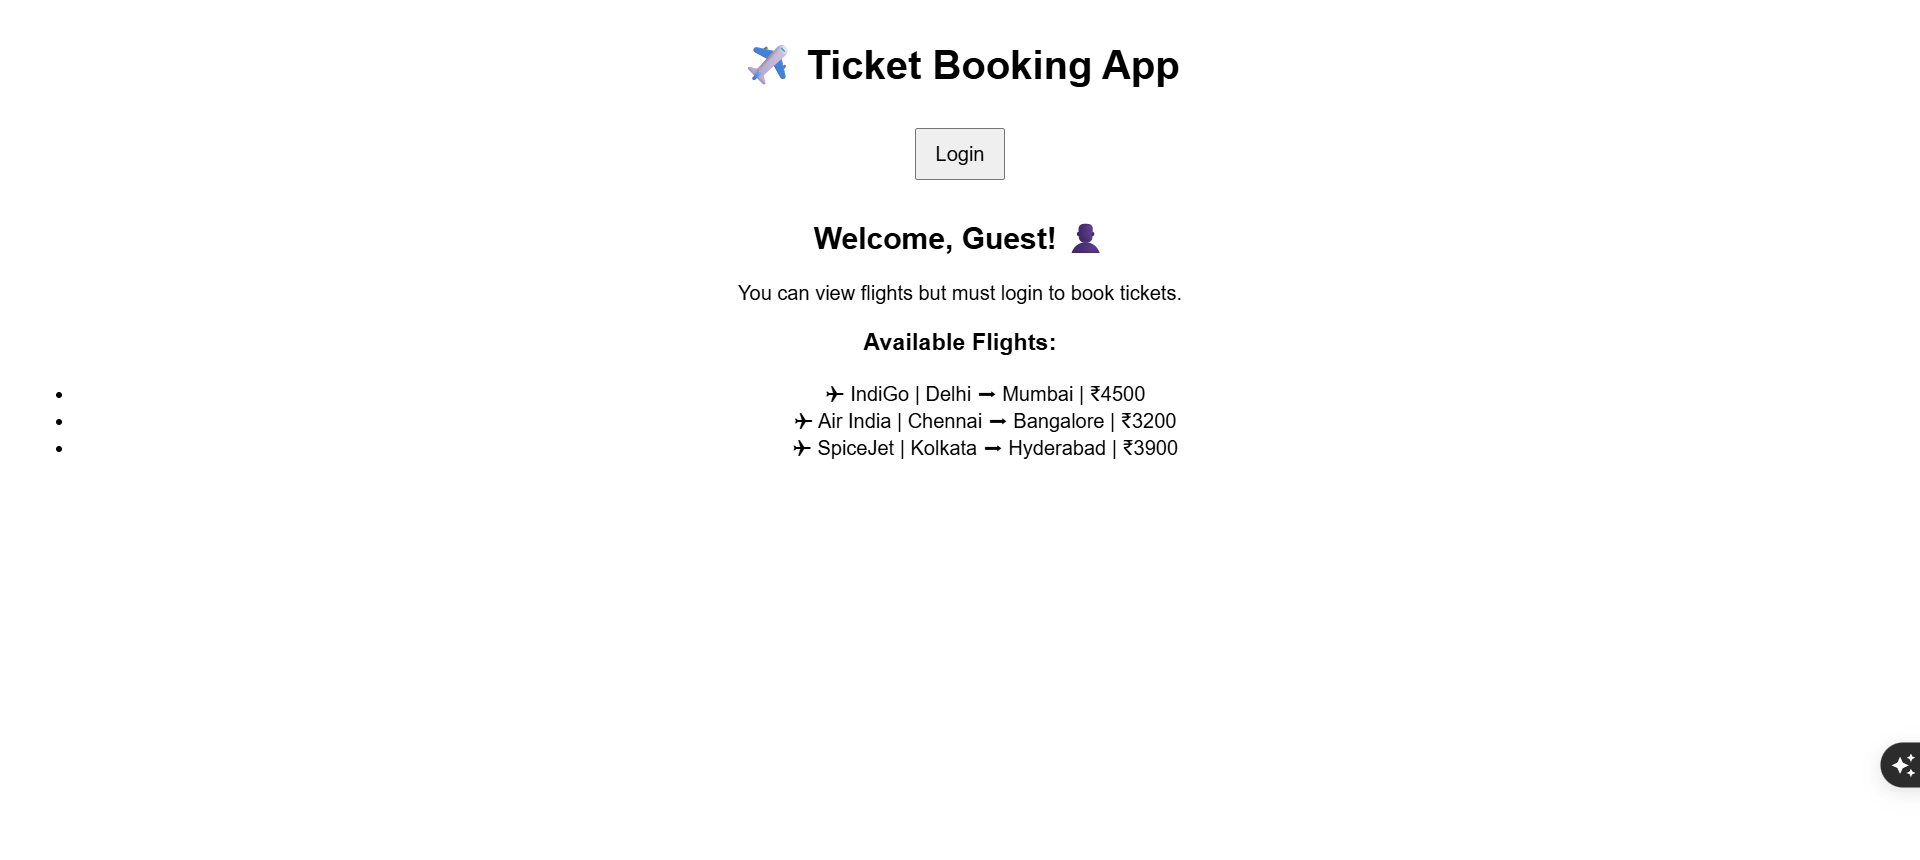 ✈️ Ticket Booking App
Login
Welcome, Guest! 👤
You can view flights but must login to book tickets.
Available Flights:
• ✈ IndiGo | Delhi ➞ Mumbai | ₹4500
• ✈ Air India | Chennai ➞ Bangalore | ₹3200
• ✈ SpiceJet | Kolkata ➞ Hyderabad | ₹3900